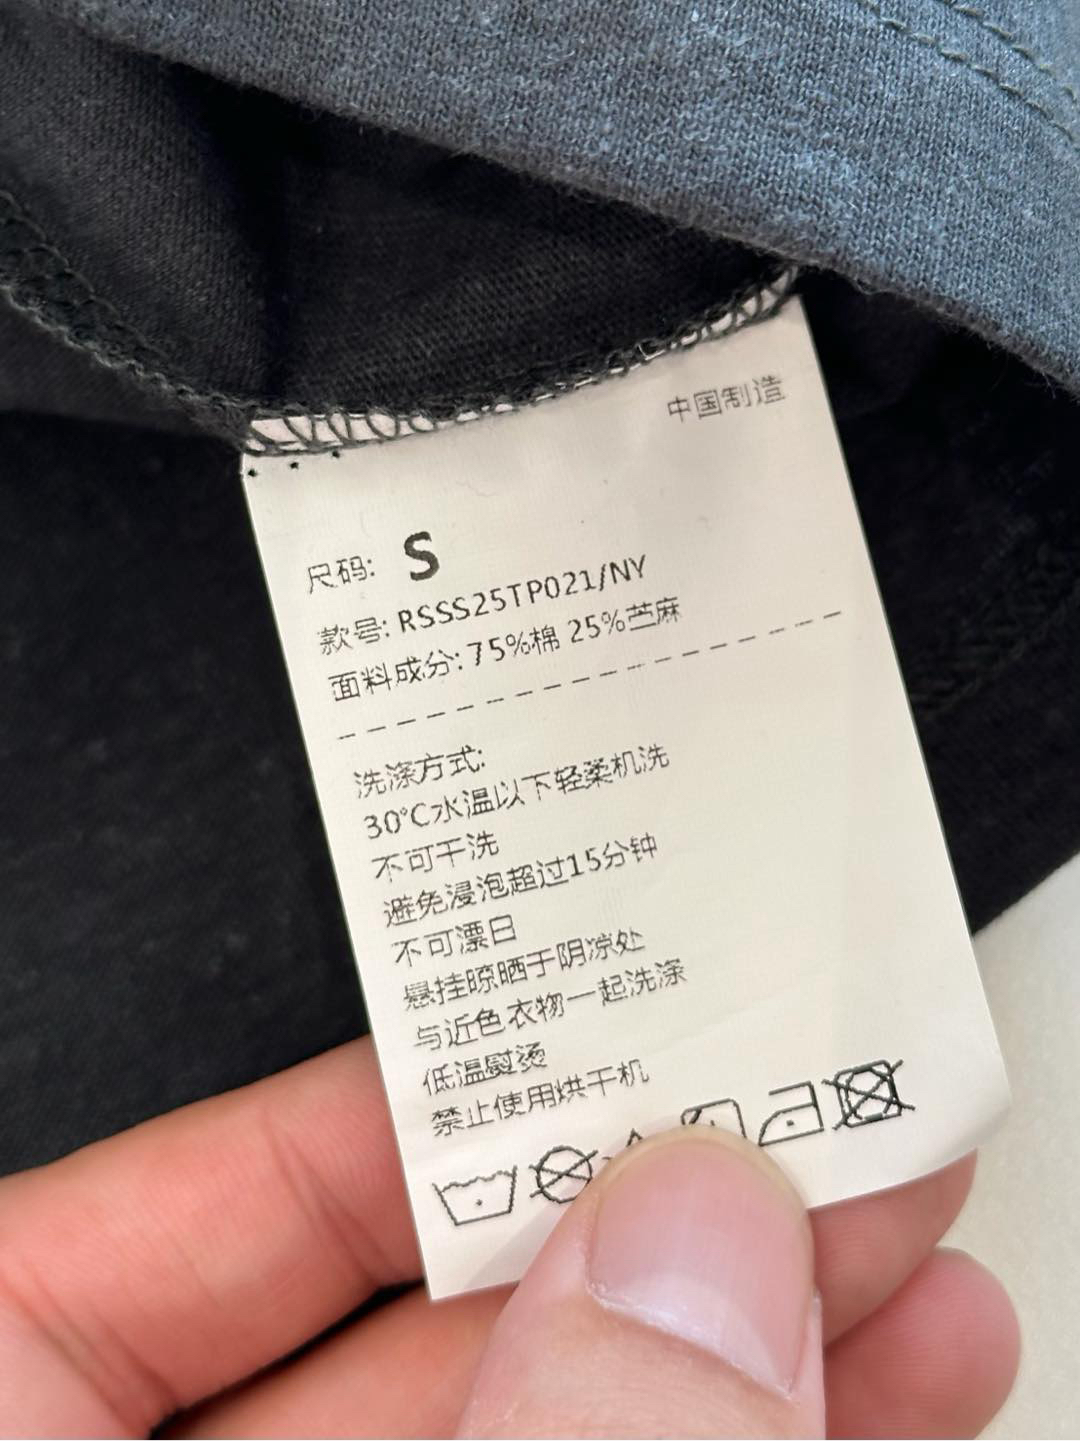 中国制造
尺码: S
款号: RSSS25TP021/NY
面料成分: 75%棉 25%苎麻
洗涤方式:
30°C水温以下轻柔机洗
不可干洗
避免浸泡超过15分钟
不可漂白
悬挂晾晒于阴凉处
与近色衣物一起洗涤
低温熨烫
禁止使用烘干机